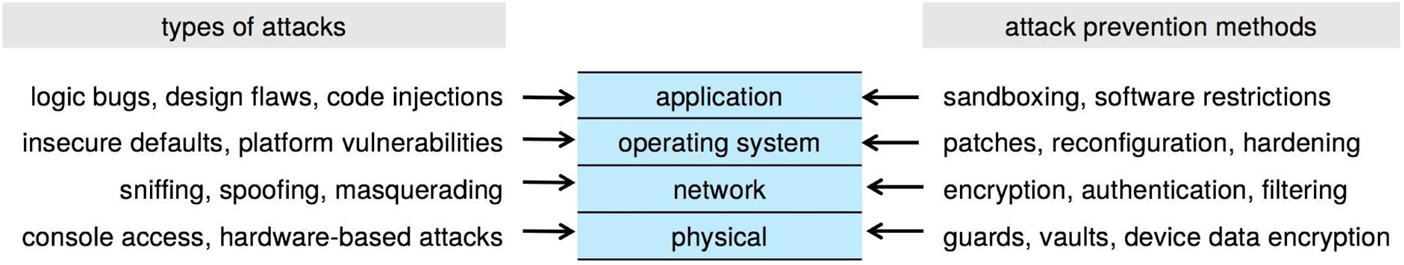 types of attacks attack prevention methods
logic bugs, design flaws, code injections application sandboxing, software restrictions
insecure defaults, platform vulnerabilities operating system patches, reconfiguration, hardening
sniffing, spoofing, masquerading network encryption, authentication, filtering
console access, hardware-based attacks physical guards, vaults, device data encryption